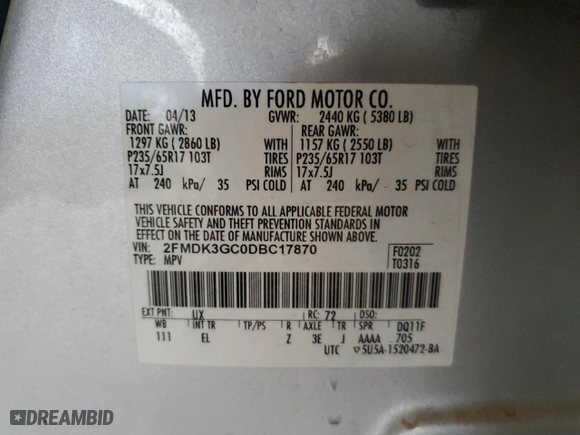 MFD. BY FORD MOTOR CO.
DATE: 04/13 GVWR: 2440 KG ( 5380 LB)
FRONT GAWR: REAR GAWR:
1297 KG ( 2860 LB) WITH 1157 KG ( 2550 LB) WITH
P235/65R17 103T TIRES P235/65R17 103T TIRES
17x7.5J RIMS 17x7.5J RIMS
AT 240 kPa/ 35 PSI COLD AT 240 kPa/ 35 PSI COLD
THIS VEHICLE CONFORMS TO ALL APPLICABLE FEDERAL MOTOR
VEHICLE SAFETY AND THEFT PREVENTION STANDARDS IN EFFECT
ON THE DATE OF MANUFACTURE SHOWN ABOVE.
VIN: 2FMDK3GC0DBC17870 F0202
TYPE: MPV T0316
EXT PNT: UX RC: 72 DSO:
WB INT TR TP/PS R AXLE TR SPR DQ11F
111 EL Z 3E J AAAA 705
UTC ▽5USA-1520472-BA
DREAMBID